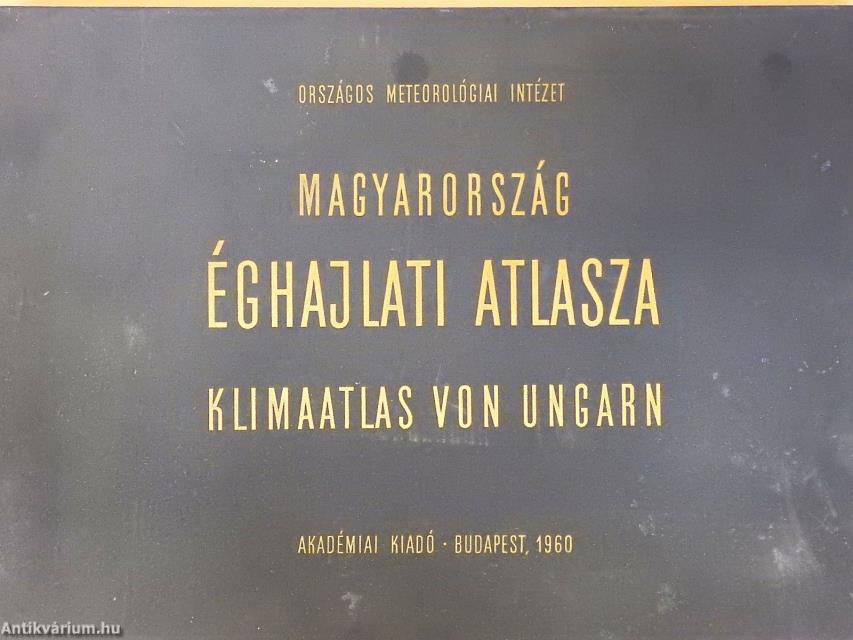 ORSZÁGOS METEOROLÓGIAI INTÉZET
MAGYARORSZÁG
ÉGHAJLATI ATLASZA
KLIMAATLAS VON UNGARN
AKADÉMIAI KIADÓ · BUDAPEST, 1960
Antikvárium.hu